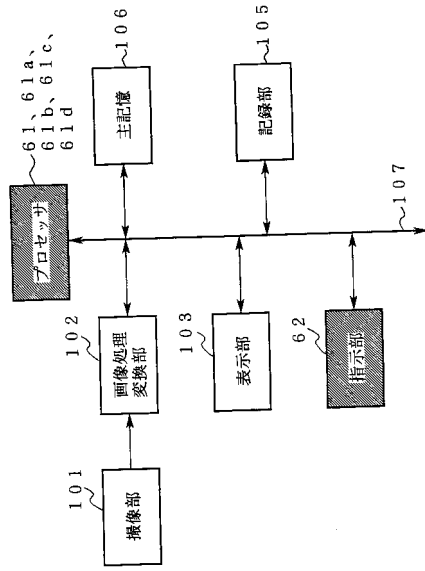 61、61a、
61b、61c、
61d
プロセッサ
106
主記憶
105
記録部
107
102
画像処理
変換部
103
表示部
62
指示部
101
撮像部